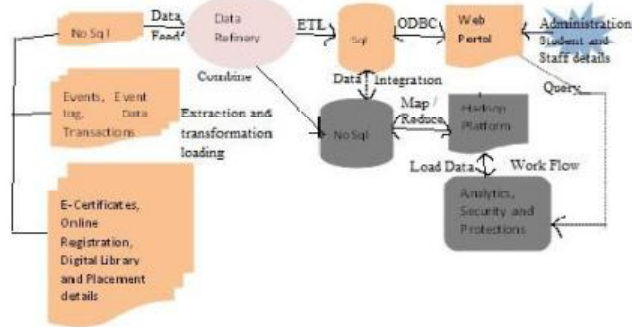 No Sql
Data
Feed
Data
Refinery
ETL
Sql
ODBC
Web
Portal
Administration
Student and
Staff details
Combine
Data
Integration
Query
Events, Event
log, Data
Transactions
Extraction and
transformation
loading
No Sql
Map /
Reduce
Hadoop
Platform
Load Data
Work Flow
E-Certificates,
Online
Registration,
Digital Library
and Placement
details
Analytics,
Security and
Protections